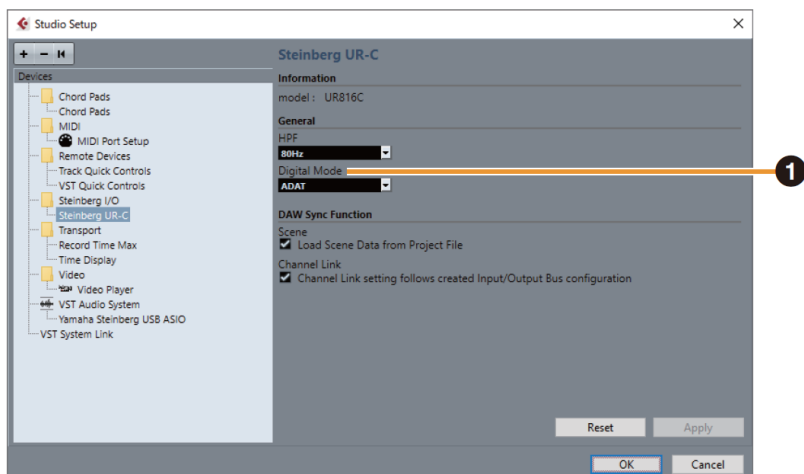 Studio Setup
Devices
Chord Pads
Chord Pads
MIDI
MIDI Port Setup
Remote Devices
Track Quick Controls
VST Quick Controls
Steinberg I/O
Steinberg UR-C
Transport
Record Time Max
Time Display
Video
Video Player
VST Audio System
Yamaha Steinberg USB ASIO
VST System Link
Steinberg UR-C
Information
model : UR816C
General
HPF
80Hz
Digital Mode
ADAT
DAW Sync Function
Scene
Load Scene Data from Project File
Channel Link
Channel Link setting follows created Input/Output Bus configuration
Reset Apply
OK Cancel
1